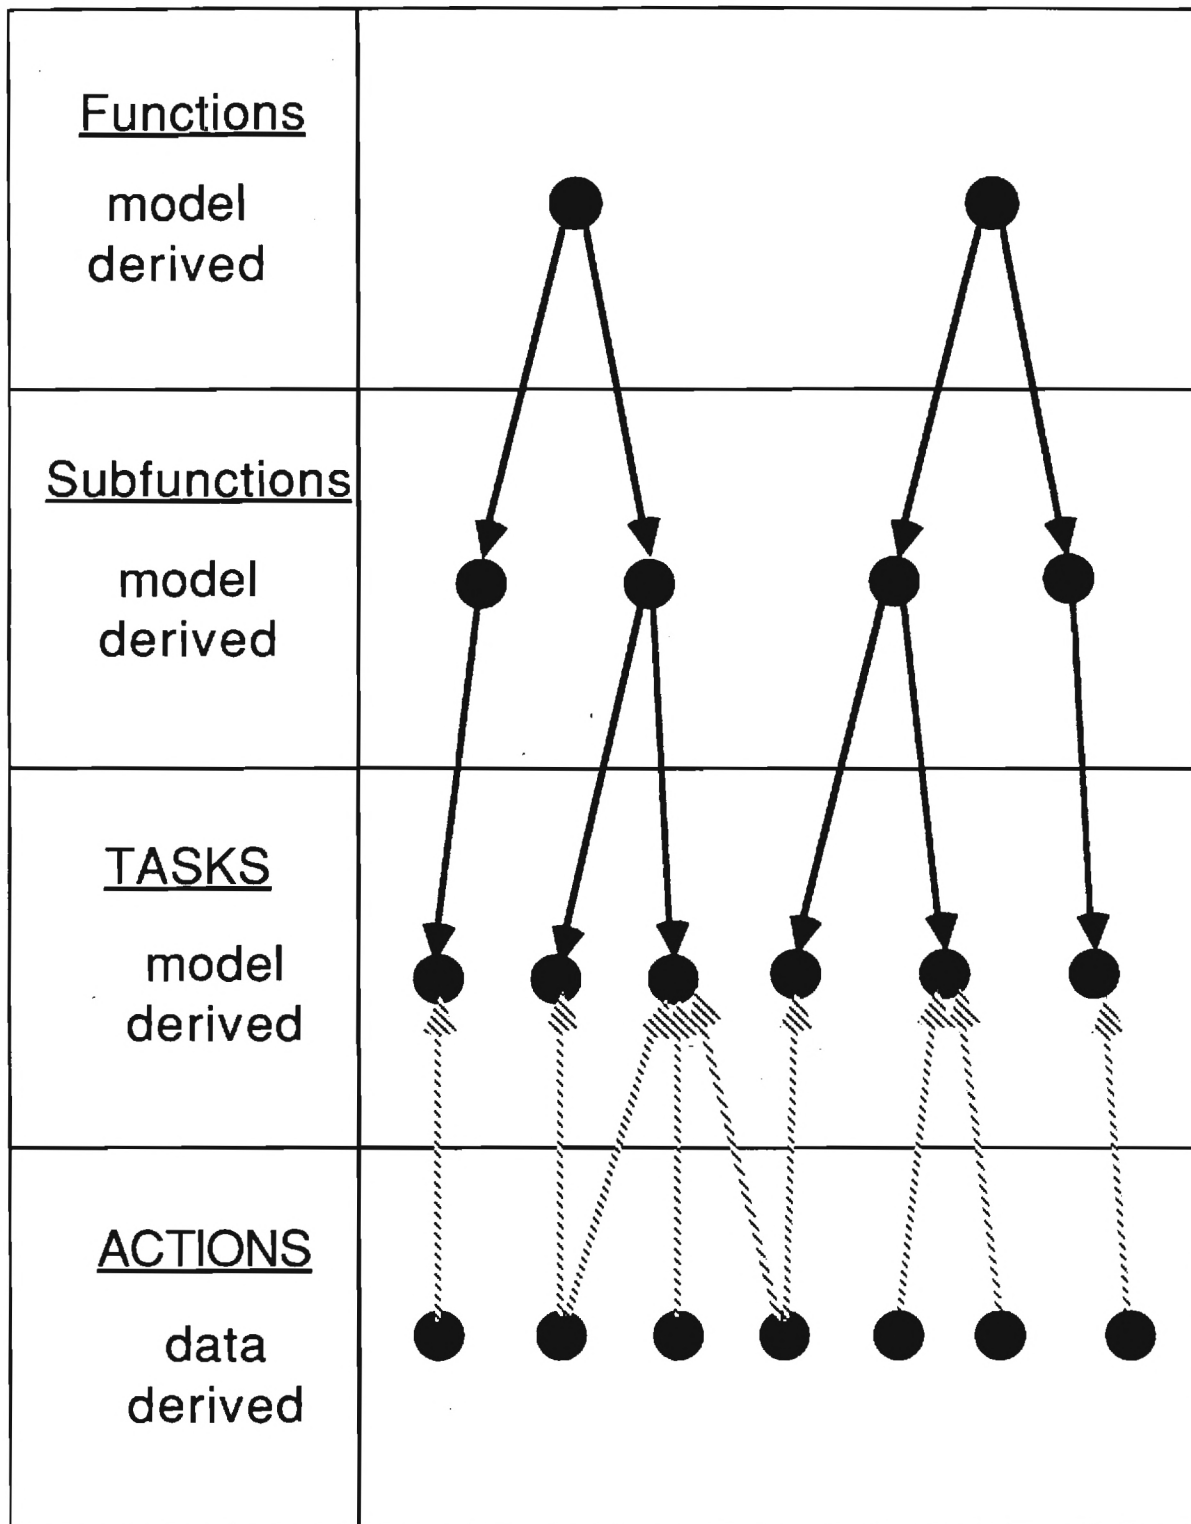 Functions
model
derived
Subfunctions
model
derived
TASKS
model
derived
ACTIONS
data
derived